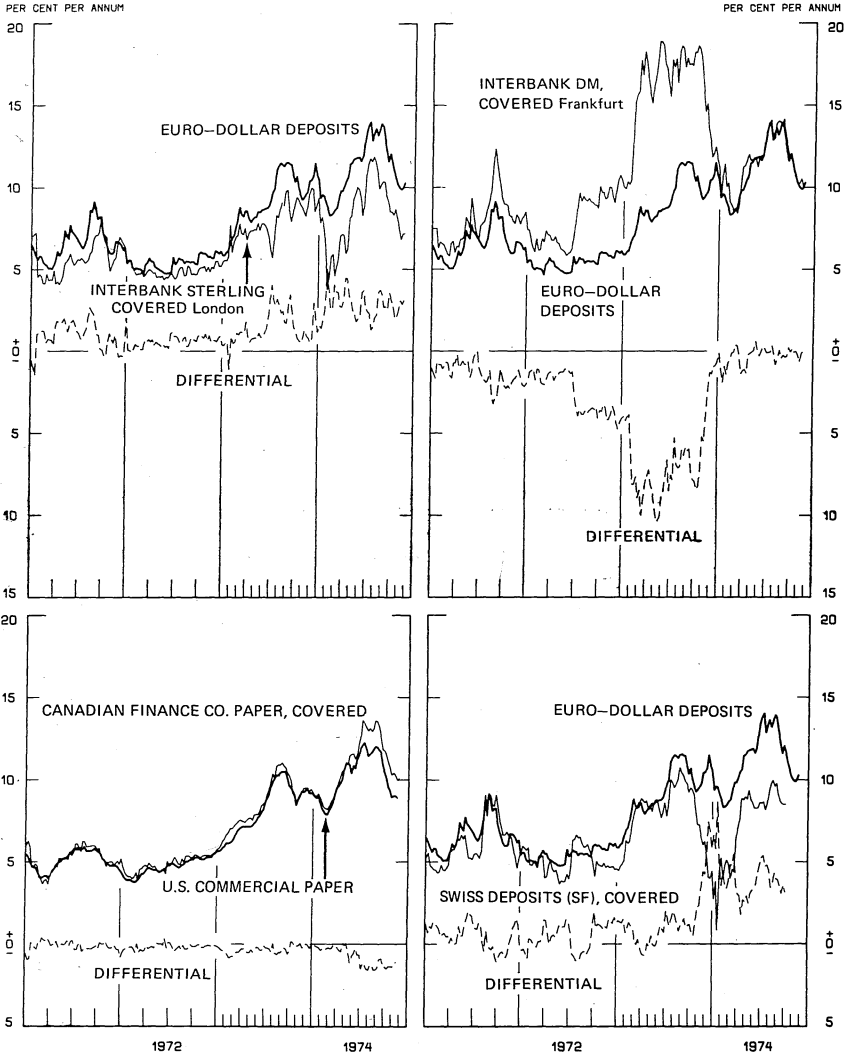 PER CENT PER ANNUM
PER CENT PER ANNUM
20
15
10
5
+
0
−
5
10
15
EURO–DOLLAR DEPOSITS
INTERBANK STERLING
COVERED London
DIFFERENTIAL
INTERBANK DM,
COVERED Frankfurt
EURO–DOLLAR
DEPOSITS
DIFFERENTIAL
20
15
10
5
+
0
−
5
10
15
20
15
10
5
+
0
−
5
CANADIAN FINANCE CO. PAPER, COVERED
U.S. COMMERCIAL PAPER
DIFFERENTIAL
1972
1974
EURO–DOLLAR DEPOSITS
SWISS DEPOSITS (SF), COVERED
DIFFERENTIAL
20
15
10
5
+
0
−
5
1972
1974